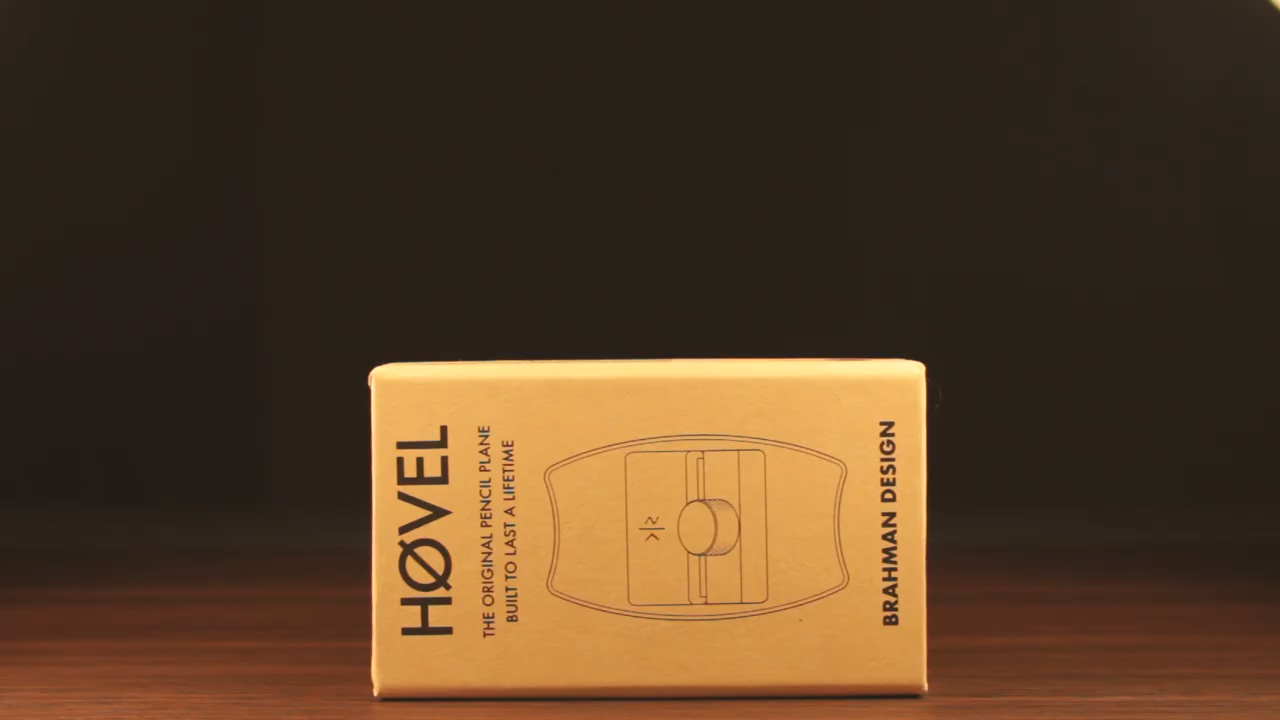 HØVEL
THE ORIGINAL PENCIL PLANE
BUILT TO LAST A LIFETIME
BRAHMAN DESIGN